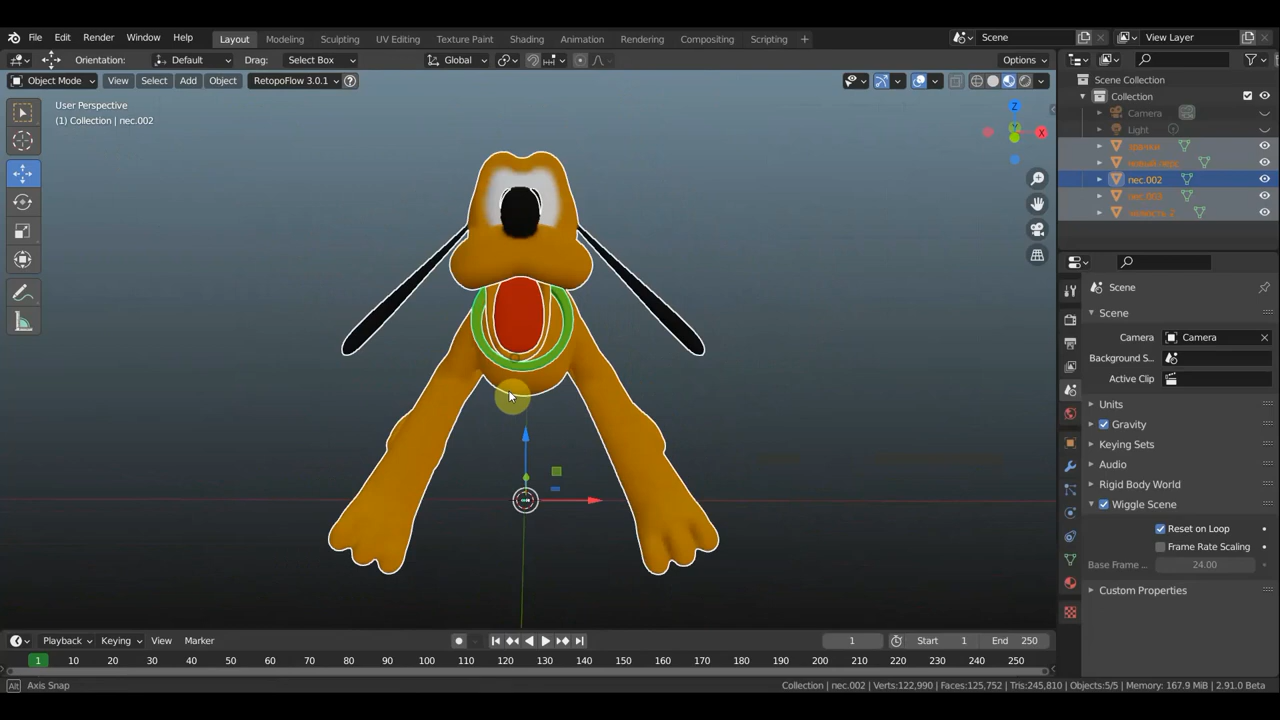 File Edit Render Window Help Layout Modeling Sculpting UV Editing Texture Paint Shading Animation Rendering Compositing Scripting + Scene View Layer
Orientation: Default Drag: Select Box Global Options
Object Mode View Select Add Object RetopoFlow 3.0.1
Scene Collection
Collection
Camera
Light
зрачки
пес.002
пес.003
User Perspective
(1) Collection | пес.002
Z
Y
X
Scene
Scene
Camera Camera
Background S...
Active Clip
Units
Gravity
Keying Sets
Audio
Rigid Body World
Wiggle Scene
Reset on Loop
Frame Rate Scaling
Base Frame ... 24.00
Custom Properties
Playback Keying View Marker 1 Start 1 End 250
1 10 20 30 40 50 60 70 80 90 100 110 120 130 140 150 160 170 180 190 200 210 220 230 240 250
Alt Axis Snap Collection | пес.002 | Verts:122,990 | Faces:125,752 | Tris:245,810 | Objects:5/5 | Memory: 167.9 MiB | 2.91.0 Beta